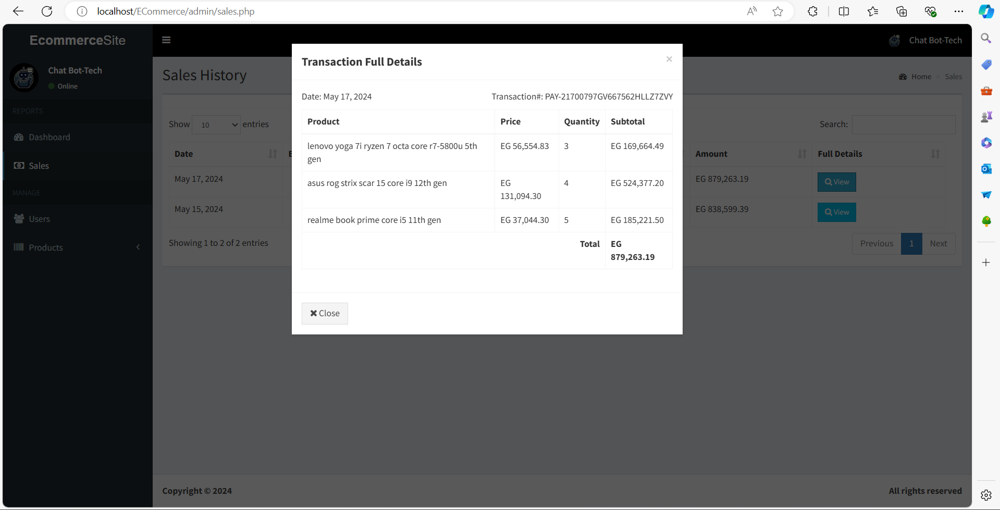 localhost/ECommerce/admin/sales.php
EcommerceSite
Chat Bot-Tech
Chat Bot-Tech
Online
REPORTS
Dashboard
Sales
MANAGE
Users
Products
Sales History
Home > Sales
Show 10 entries
Search:
Date
Amount
Full Details
May 17, 2024
EG 879,263.19
View
May 15, 2024
EG 838,599.39
View
Showing 1 to 2 of 2 entries
Previous 1 Next
Transaction Full Details
×
Date: May 17, 2024
Transaction#: PAY-21700797GV667562HLLZ7ZVY
Product Price Quantity Subtotal
lenovo yoga 7i ryzen 7 octa core r7-5800u 5th
gen
EG 56,554.83 3 EG 169,664.49
asus rog strix scar 15 core i9 12th gen
EG
131,094.30
4 EG 524,377.20
realme book prime core i5 11th gen EG 37,044.30 5 EG 185,221.50
Total EG
879,263.19
Close
Copyright © 2024
All rights reserved